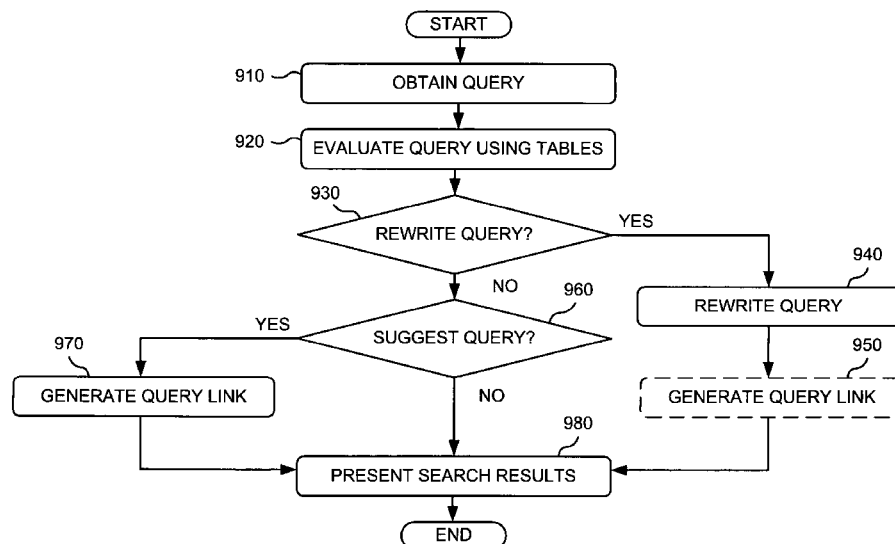 START
910
OBTAIN QUERY
920
EVALUATE QUERY USING TABLES
930
REWRITE QUERY?
YES
NO
940
REWRITE QUERY
960
SUGGEST QUERY?
YES
NO
970
GENERATE QUERY LINK
950
GENERATE QUERY LINK
980
PRESENT SEARCH RESULTS
END